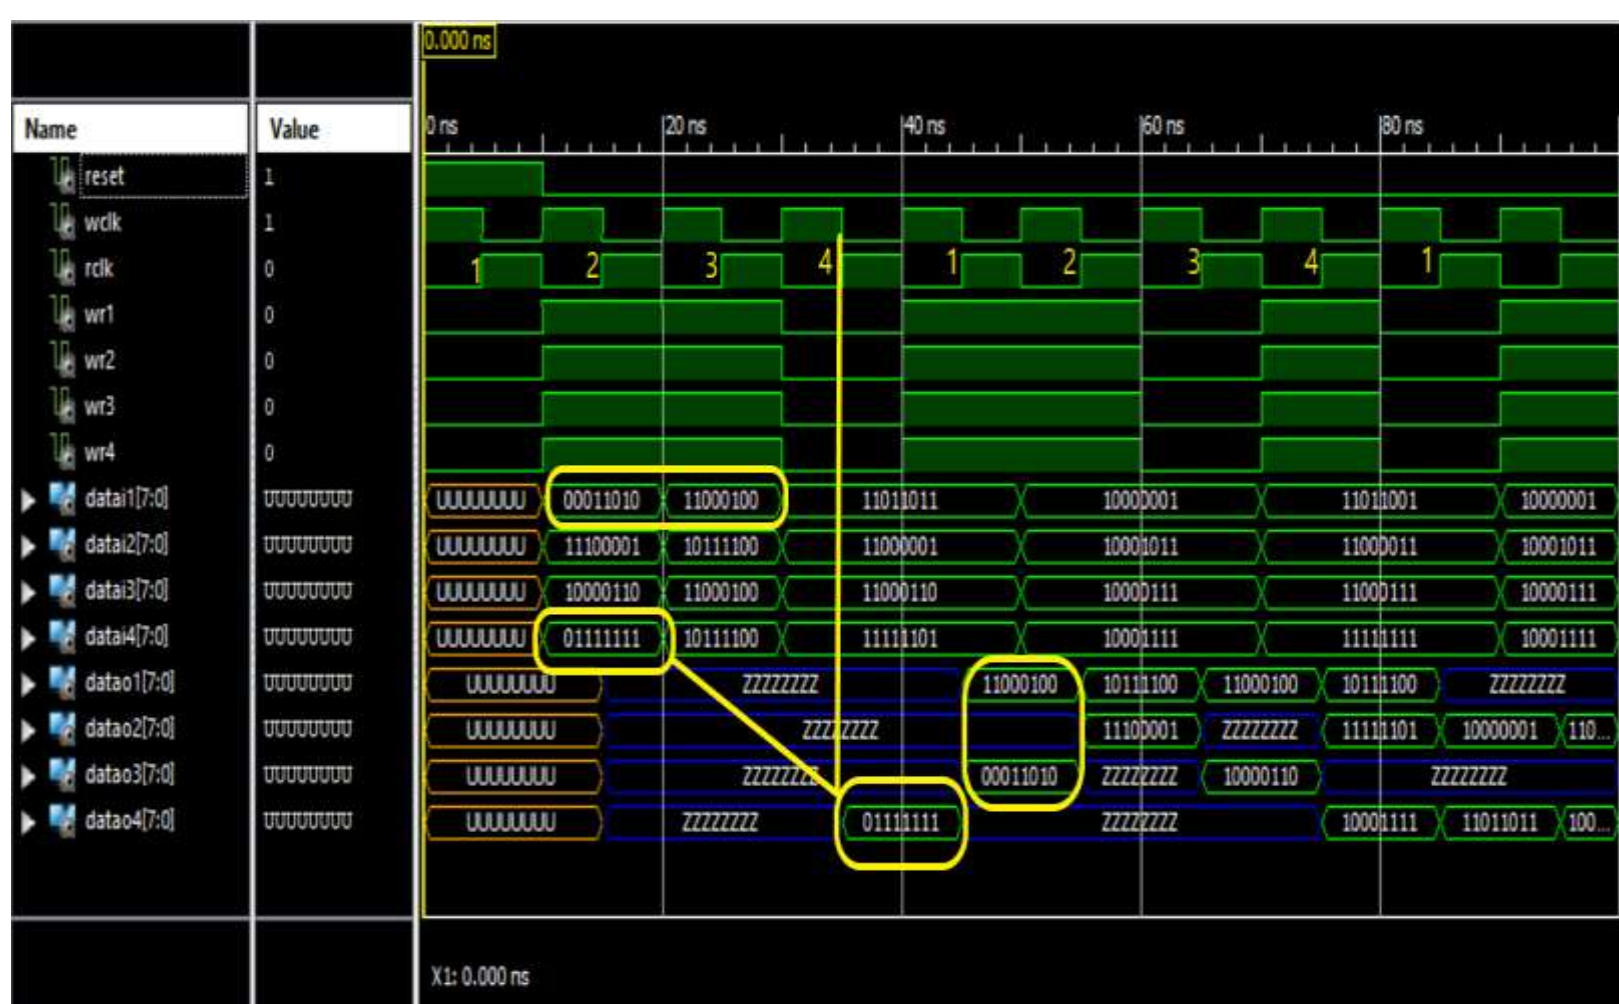 0.000 ns
Name Value 0 ns 20 ns 40 ns 60 ns 80 ns
reset 1
wclk 1
rclk 0 1 2 3 4 1 2 3 4 1
wr1 0
wr2 0
wr3 0
wr4 0
datai1[7:0] UUUUUUUU UUUUUUUU 00011010 11000100 11011011 10000001 11011001 10000001
datai2[7:0] UUUUUUUU UUUUUUUU 11100001 10111100 11000001 10001011 11000011 10001011
datai3[7:0] UUUUUUUU UUUUUUUU 10000110 11000100 11000110 10000111 11000111 10000111
datai4[7:0] UUUUUUUU UUUUUUUU 01111111 10111100 11111101 10001111 11111111 10001111
datao1[7:0] UUUUUUUU UUUUUUUU ZZZZZZZZ 11000100 10111100 11000100 10111100 ZZZZZZZZ
datao2[7:0] UUUUUUUU UUUUUUUU ZZZZZZZZ 11100001 ZZZZZZZZ 11111101 10000001 110...
datao3[7:0] UUUUUUUU UUUUUUUU ZZZZZZZZ 00011010 ZZZZZZZZ 10000110 ZZZZZZZZ
datao4[7:0] UUUUUUUU UUUUUUUU ZZZZZZZZ 01111111 ZZZZZZZZ 10001111 11011011 100...
X1: 0.000 ns